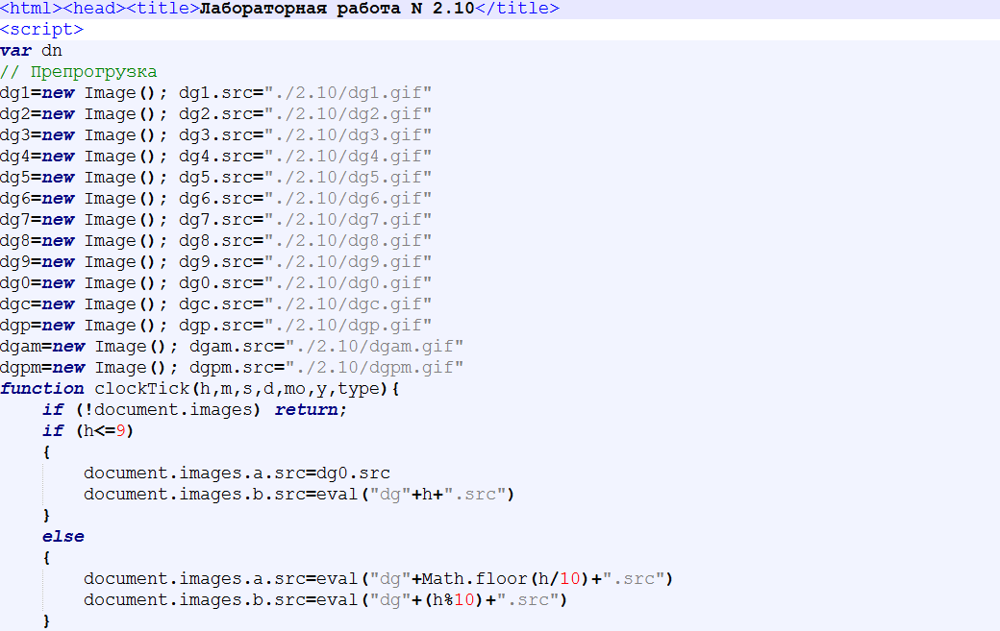 <html><head><title>Лабораторная работа N 2.10</title>
<script>
var dn
// Препрогрузка
dg1=new Image(); dg1.src="./2.10/dg1.gif"
dg2=new Image(); dg2.src="./2.10/dg2.gif"
dg3=new Image(); dg3.src="./2.10/dg3.gif"
dg4=new Image(); dg4.src="./2.10/dg4.gif"
dg5=new Image(); dg5.src="./2.10/dg5.gif"
dg6=new Image(); dg6.src="./2.10/dg6.gif"
dg7=new Image(); dg7.src="./2.10/dg7.gif"
dg8=new Image(); dg8.src="./2.10/dg8.gif"
dg9=new Image(); dg9.src="./2.10/dg9.gif"
dg0=new Image(); dg0.src="./2.10/dg0.gif"
dgc=new Image(); dgc.src="./2.10/dgc.gif"
dgp=new Image(); dgp.src="./2.10/dgp.gif"
dgam=new Image(); dgam.src="./2.10/dgam.gif"
dgpm=new Image(); dgpm.src="./2.10/dgpm.gif"
function clockTick(h,m,s,d,mo,y,type){
    if (!document.images) return;
    if (h<=9)
    {
        document.images.a.src=dg0.src
        document.images.b.src=eval("dg"+h+".src")
    }
    else
    {
        document.images.a.src=eval("dg"+Math.floor(h/10)+".src")
        document.images.b.src=eval("dg"+(h%10)+".src")
    }